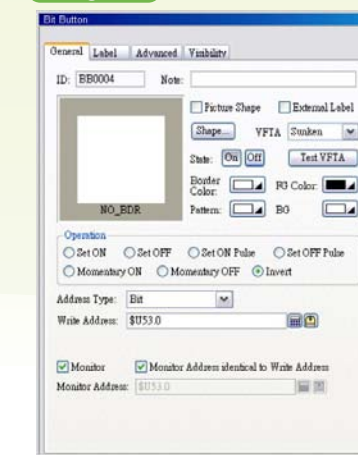 Bit Button
General Label Advanced Visibility
ID: BB0004 Note:
Picture Shape External Label
Shape... VFTA Sunken
State: On Off Test VFTA
Border Color: FG Color:
NO_BDR Pattern: BG
Operation
Set ON Set OFF Set ON Pulse Set OFF Pulse
Momentary ON Momentary OFF Invert
Address Type: Bit
Write Address: $U53.0
Monitor Monitor Address identical to Write Address
Monitor Address: $U53.0